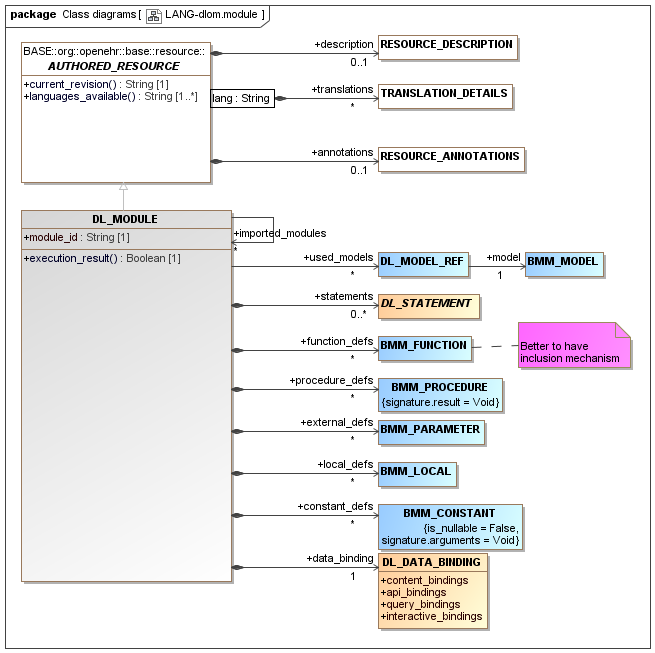 package Class diagrams [ LANG-dlom.module ]
BASE::org::openehr::base::resource::
AUTHORED_RESOURCE
+current_revision() : String [1]
+languages_available() : String [1..*]
+description
0..1
RESOURCE_DESCRIPTION
lang : String
+translations
*
TRANSLATION_DETAILS
+annotations
0..1
RESOURCE_ANNOTATIONS
DL_MODULE
+module_id : String [1]
+execution_result() : Boolean [1]
+imported_modules
*
+used_models
*
DL_MODEL_REF
+model
1
BMM_MODEL
+statements
0..*
DL_STATEMENT
+function_defs
*
BMM_FUNCTION
Better to have
inclusion mechanism
+procedure_defs
*
BMM_PROCEDURE
{signature.result = Void}
+external_defs
*
BMM_PARAMETER
+local_defs
*
BMM_LOCAL
+constant_defs
*
BMM_CONSTANT
{is_nullable = False,
signature.arguments = Void}
+data_binding
1
DL_DATA_BINDING
+content_bindings
+api_bindings
+query_bindings
+interactive_bindings